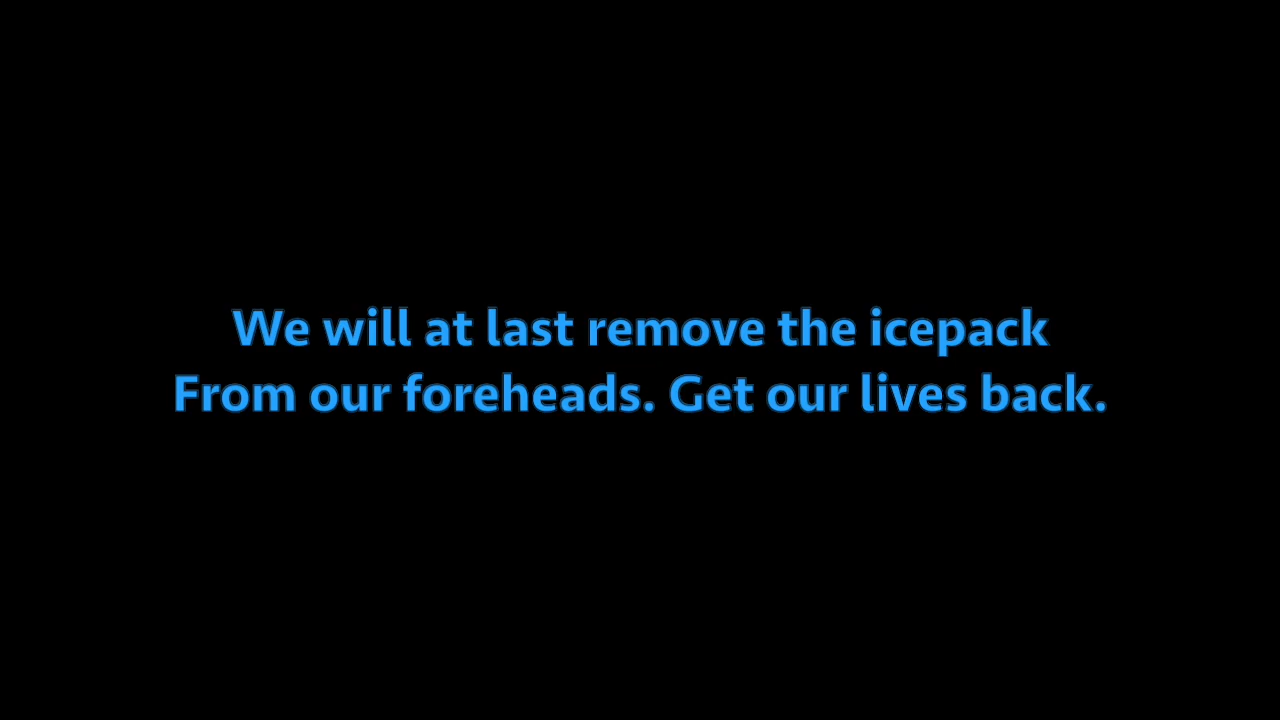 We will at last remove the icepack
From our foreheads. Get our lives back.